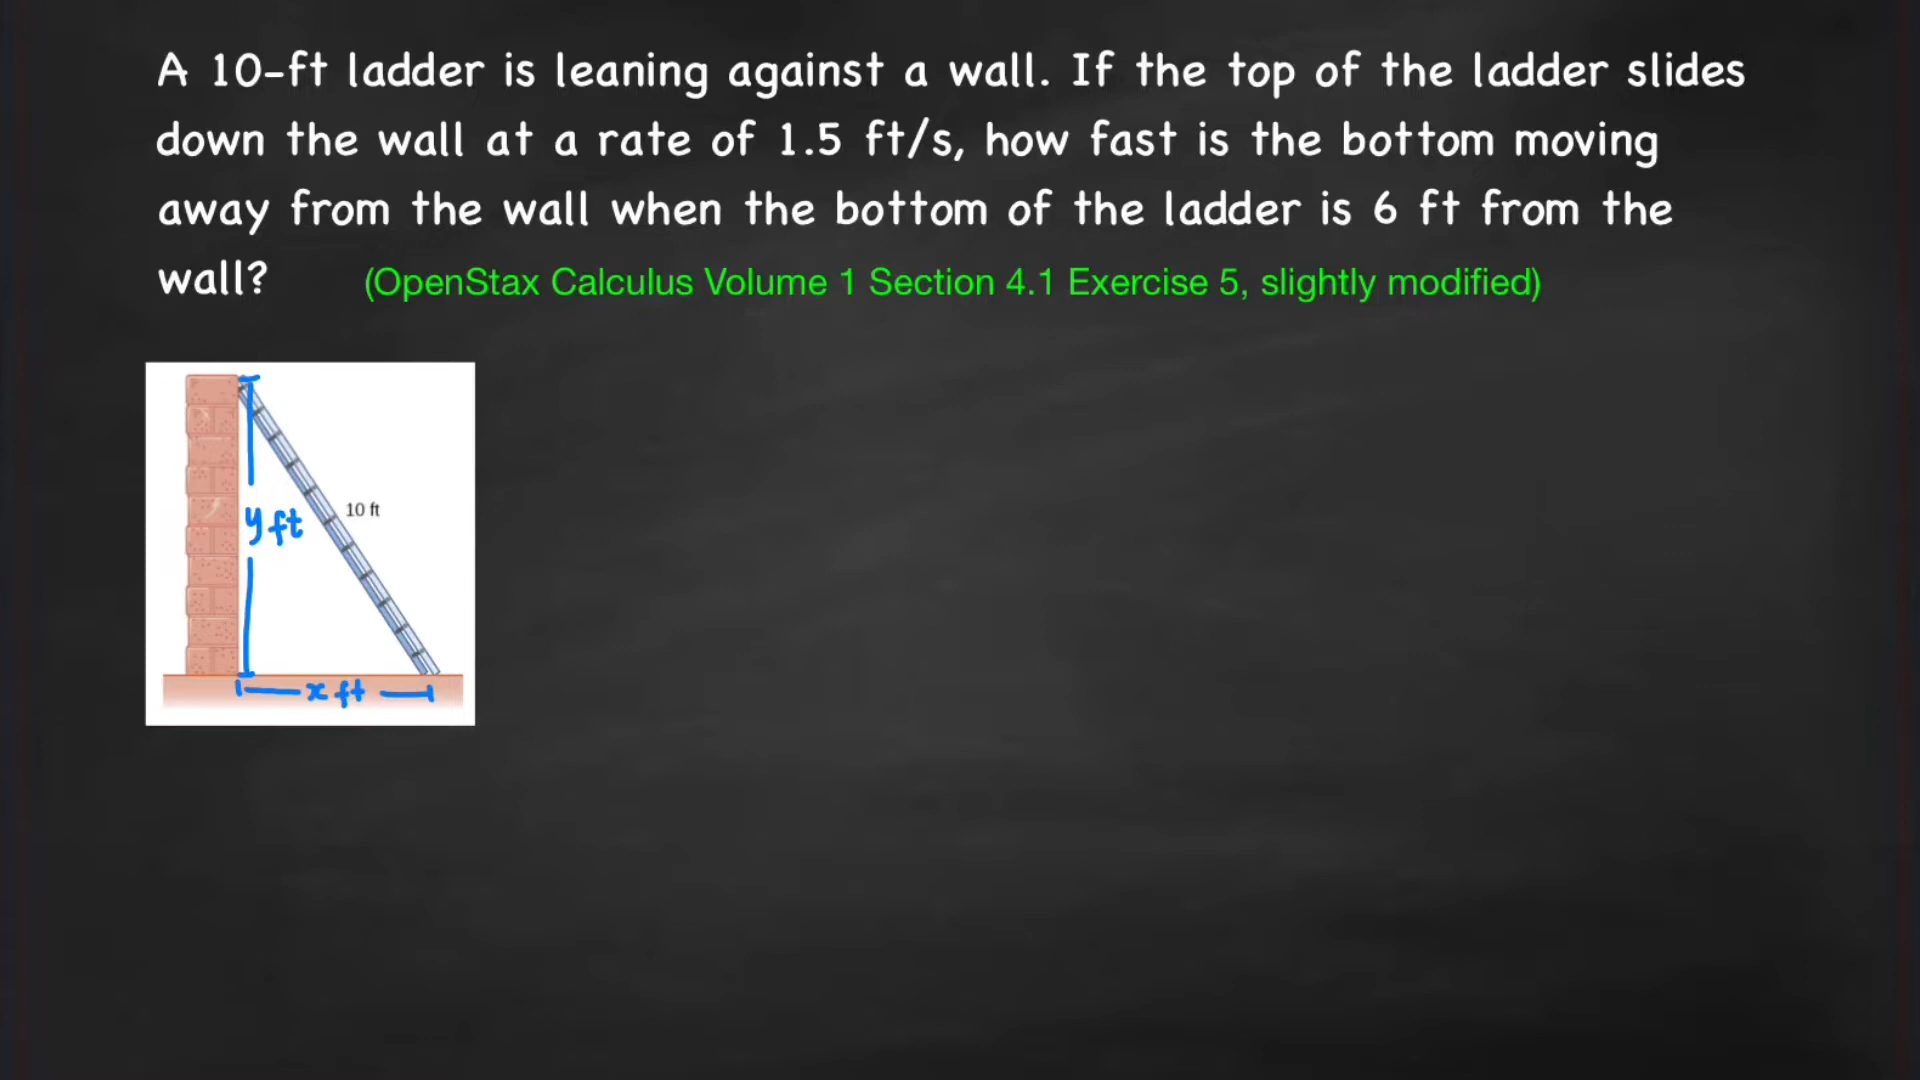 A 10-ft ladder is leaning against a wall. If the top of the ladder slides
down the wall at a rate of 1.5 ft/s, how fast is the bottom moving
away from the wall when the bottom of the ladder is 6 ft from the
wall? (OpenStax Calculus Volume 1 Section 4.1 Exercise 5, slightly modified)
10 ft
y ft
x ft